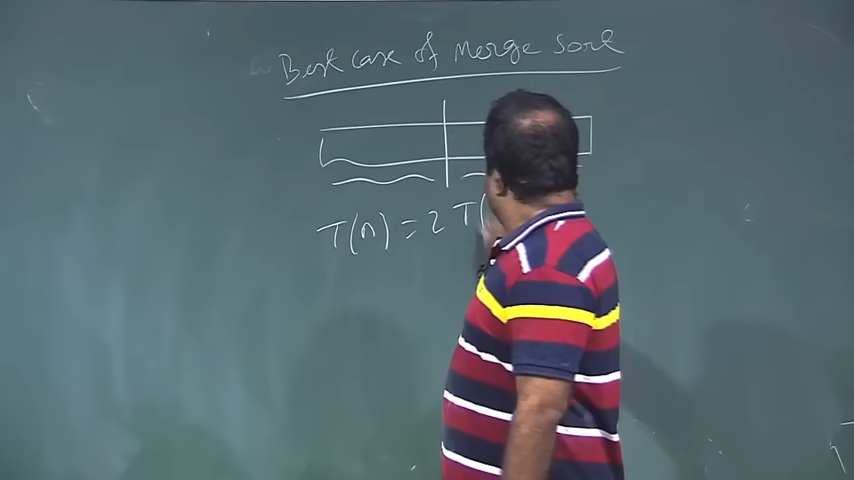 Best case of Merge Sort
T(n) = 2 T(